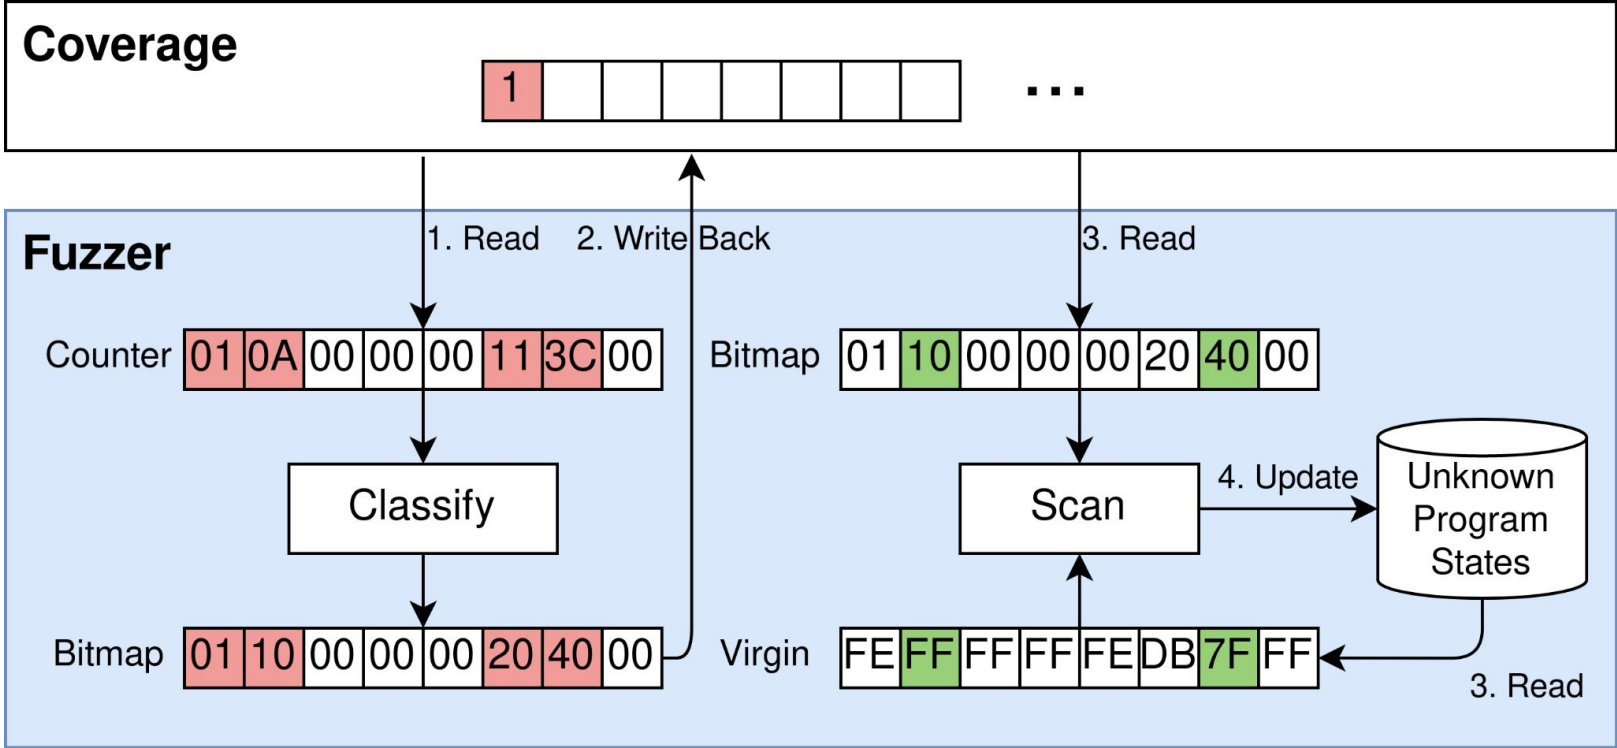 Coverage
1
...
Fuzzer
1. Read
2. Write Back
3. Read
Counter 01 0A 00 00 00 11 3C 00
Bitmap 01 10 00 00 00 20 40 00
Classify
Scan
4. Update
Unknown
Program
States
Bitmap 01 10 00 00 00 20 40 00
Virgin FE FF FF FF FE DB 7F FF
3. Read